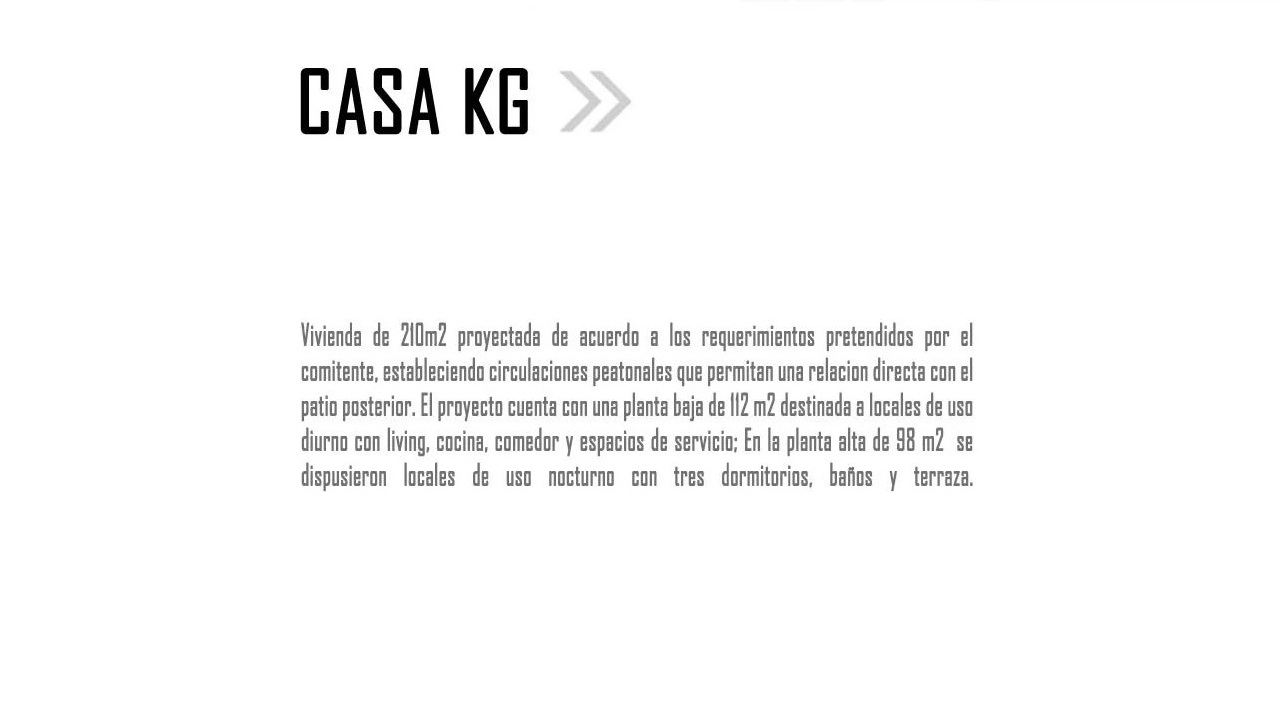 CASA KG
Vivienda de 210m2 proyectada de acuerdo a los requerimientos pretendidos por el
comitente, estableciendo circulaciones peatonales que permitan una relacion directa con el
patio posterior. El proyecto cuenta con una planta baja de 112 m2 destinada a locales de uso
diurno con living, cocina, comedor y espacios de servicio; En la planta alta de 98 m2 se
dispusieron locales de uso nocturno con tres dormitorios, baños y terraza.